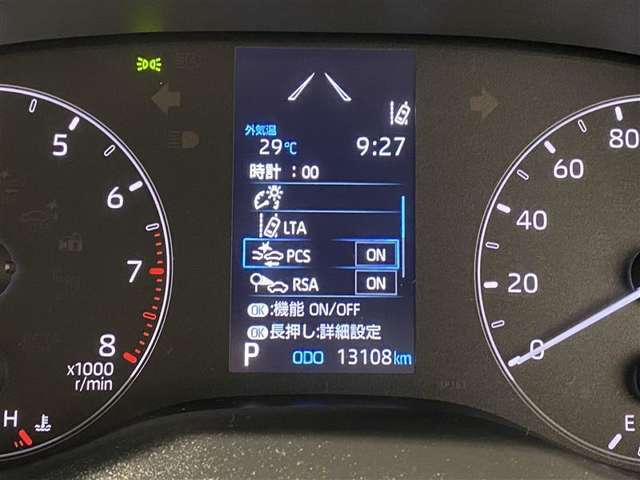 外気温
29℃
9:27
時計 :00
LTA
PCS ON
RSA ON
OK:機能 ON/OFF
OK長押し:詳細設定
P ODO 13108km
5
6
7
8
x1000
r/min
H
80
60
40
20
0
E